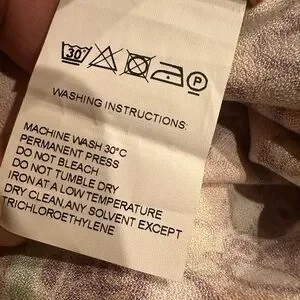 30
P
WASHING INSTRUCTIONS:
MACHINE WASH 30°C
PERMANENT PRESS
DO NOT BLEACH
DO NOT TUMBLE DRY
IRON AT A LOW TEMPERATURE
DRY CLEAN,ANY SOLVENT EXCEPT
TRICHLOROETHYLENE